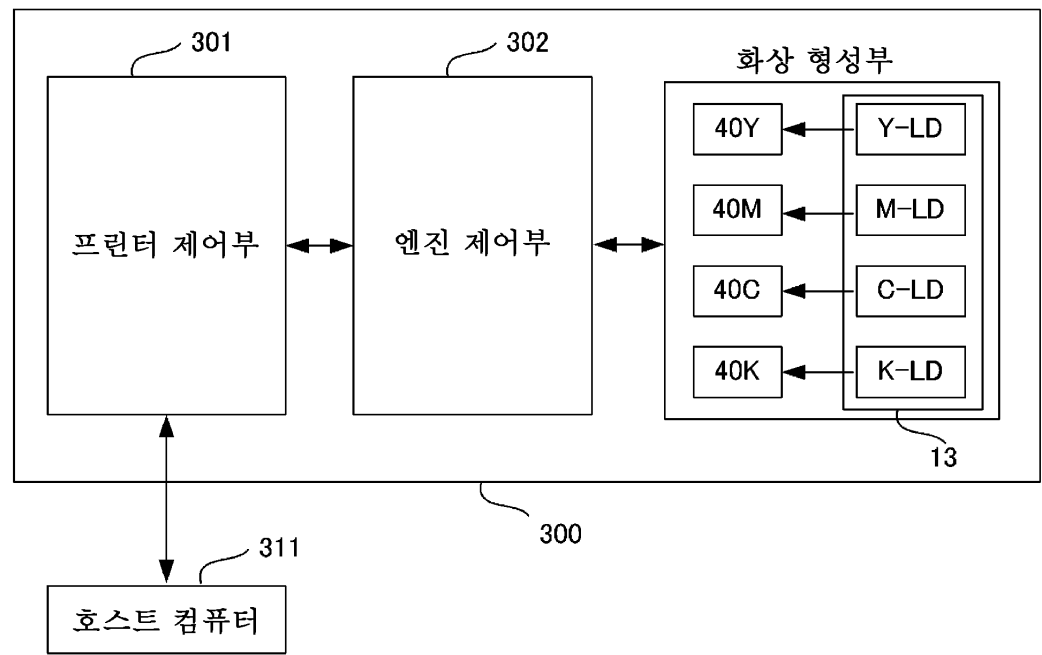 301
302
화상 형성부
프린터 제어부
엔진 제어부
40Y
Y-LD
40M
M-LD
40C
C-LD
40K
K-LD
13
300
311
호스트 컴퓨터